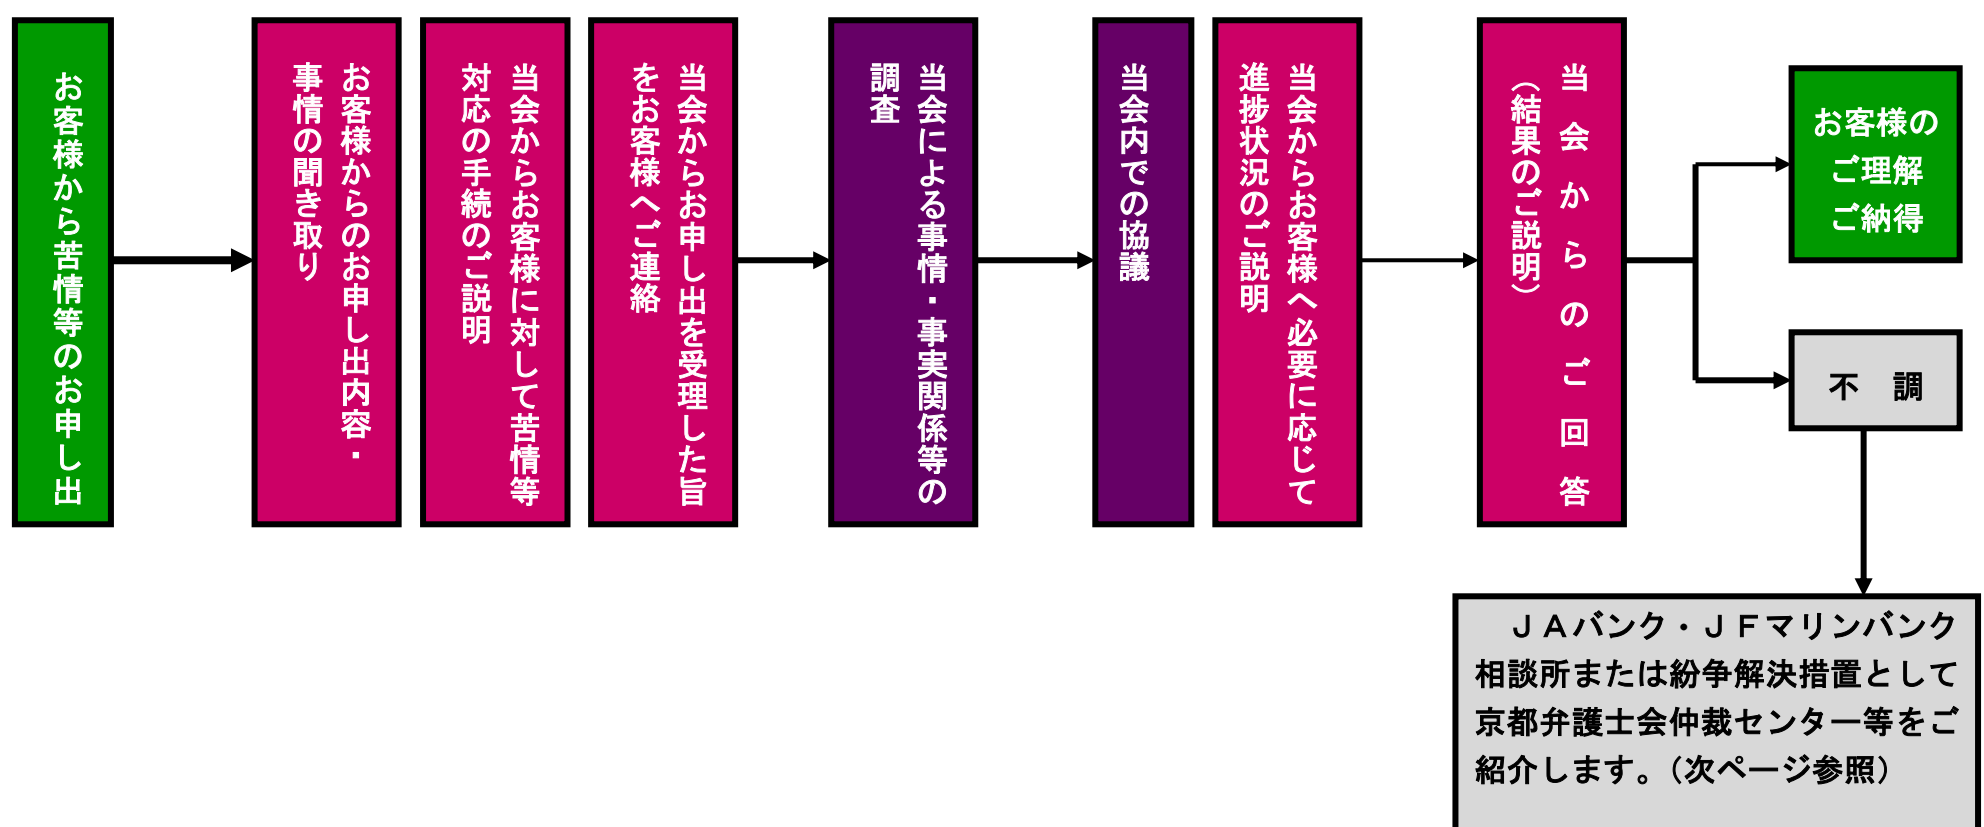 お客様から苦情等のお申し出
お客様からのお申し出内容・
事情の聞き取り
当会からお客様に対して苦情等
対応の手続のご説明
当会からお申し出を受理した旨
をお客様へご連絡
当会による事情・事実関係等の
調査
当会内での協議
当会からお客様へ必要に応じて
進捗状況のご説明
当会からのご回答
（結果のご説明）
お客様の
ご理解
ご納得
不　調
ＪＡバンク・ＪＦマリンバンク
相談所または紛争解決措置として
京都弁護士会仲裁センター等をご
紹介します。（次ページ参照）